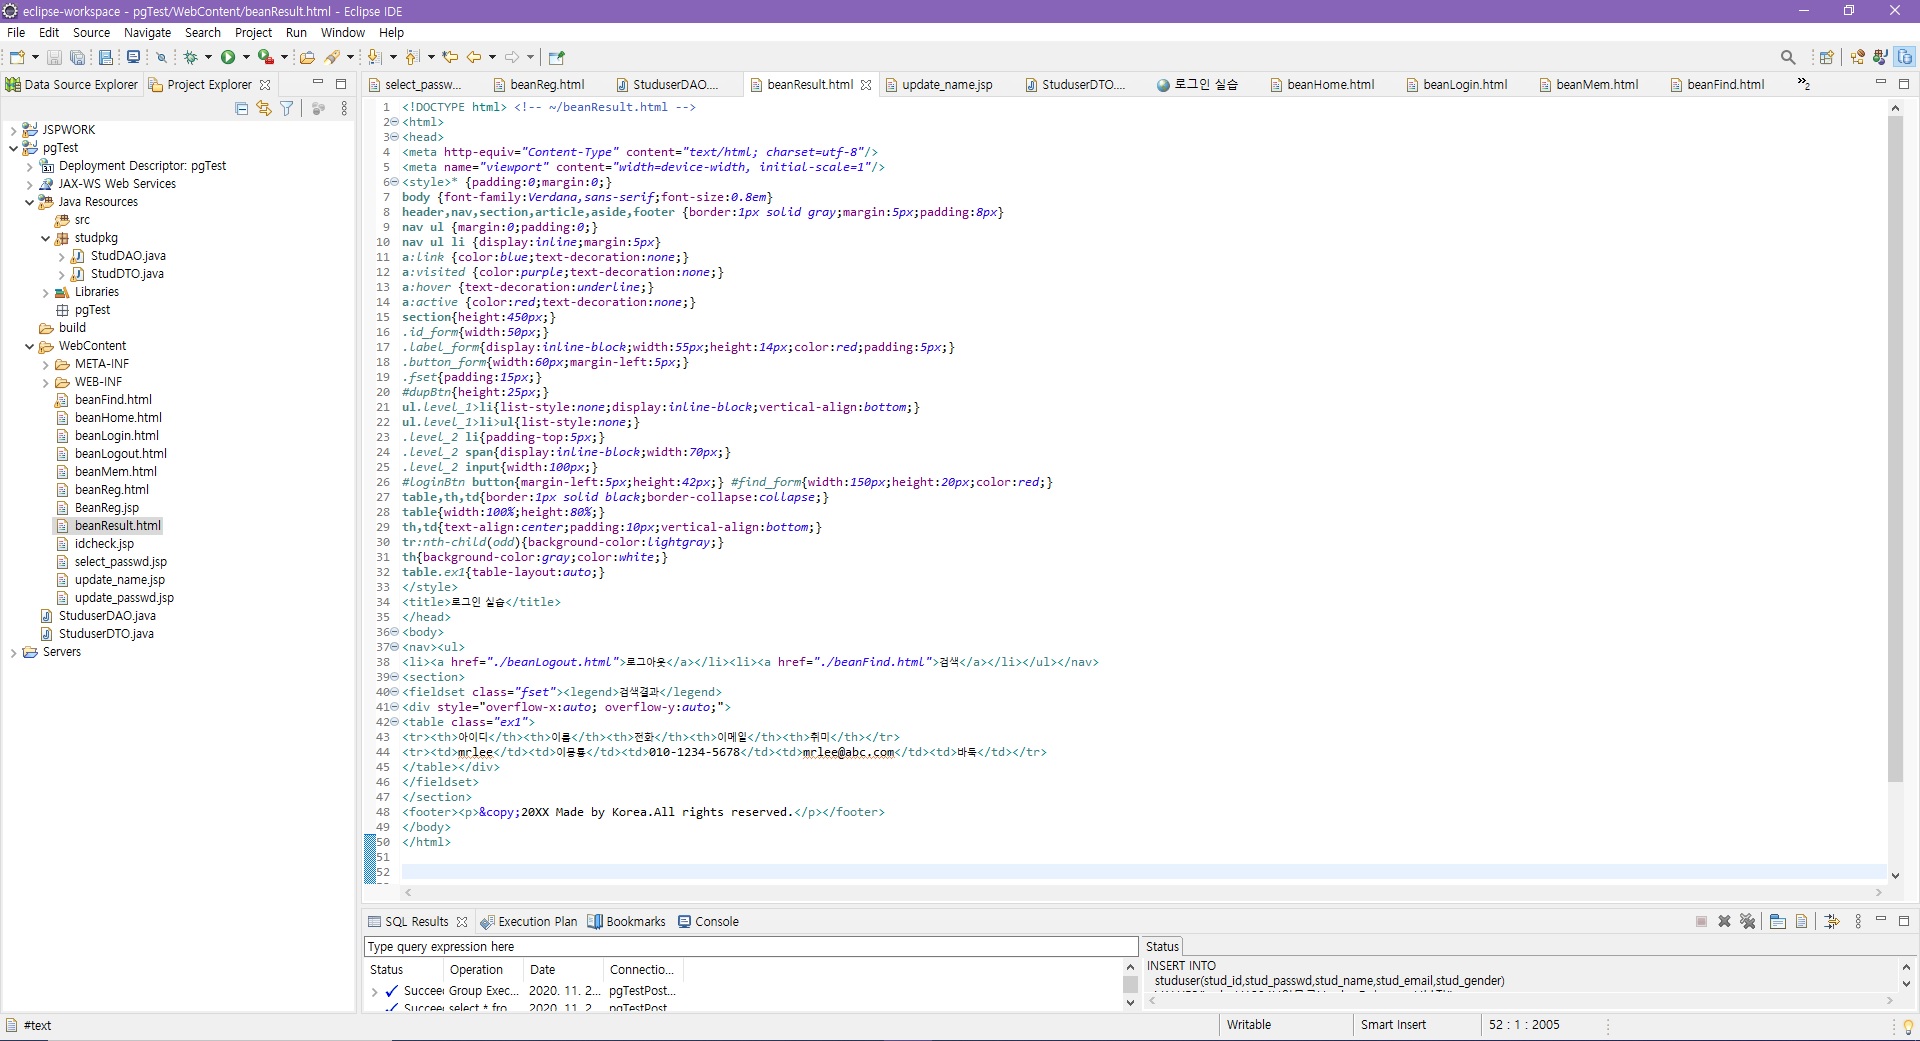 eclipse-workspace - pgTest/WebContent/beanResult.html - Eclipse IDE
File Edit Source Navigate Search Project Run Window Help
Data Source Explorer Project Explorer
select_passw... beanReg.html StuduserDAO.... beanResult.html update_name.jsp StuduserDTO.... 로그인 실습 beanHome.html beanLogin.html beanMem.html beanFind.html »2
JSPWORK
pgTest
Deployment Descriptor: pgTest
JAX-WS Web Services
Java Resources
src
studpkg
StudDAO.java
StudDTO.java
Libraries
pgTest
build
WebContent
META-INF
WEB-INF
beanFind.html
beanHome.html
beanLogin.html
beanLogout.html
beanMem.html
beanReg.html
BeanReg.jsp
beanResult.html
idcheck.jsp
select_passwd.jsp
update_name.jsp
update_passwd.jsp
StuduserDAO.java
StuduserDTO.java
Servers
1 <!DOCTYPE html> <!-- ~/beanResult.html -->
2 <html>
3 <head>
4 <meta http-equiv="Content-Type" content="text/html; charset=utf-8"/>
5 <meta name="viewport" content="width=device-width, initial-scale=1"/>
6 <style>* {padding:0;margin:0;}
7 body {font-family:Verdana,sans-serif;font-size:0.8em}
8 header,nav,section,article,aside,footer {border:1px solid gray;margin:5px;padding:8px}
9 nav ul {margin:0;padding:0;}
10 nav ul li {display:inline;margin:5px}
11 a:link {color:blue;text-decoration:none;}
12 a:visited {color:purple;text-decoration:none;}
13 a:hover {text-decoration:underline;}
14 a:active {color:red;text-decoration:none;}
15 section{height:450px;}
16 .id_form{width:50px;}
17 .label_form{display:inline-block;width:55px;height:14px;color:red;padding:5px;}
18 .button_form{width:60px;margin-left:5px;}
19 .fset{padding:15px;}
20 #dupBtn{height:25px;}
21 ul.level_1>li{list-style:none;display:inline-block;vertical-align:bottom;}
22 ul.level_1>li>ul{list-style:none;}
23 .level_2 li{padding-top:5px;}
24 .level_2 span{display:inline-block;width:70px;}
25 .level_2 input{width:100px;}
26 #loginBtn button{margin-left:5px;height:42px;} #find_form{width:150px;height:20px;color:red;}
27 table,th,td{border:1px solid black;border-collapse:collapse;}
28 table{width:100%;height:80%;}
29 th,td{text-align:center;padding:10px;vertical-align:bottom;}
30 tr:nth-child(odd){background-color:lightgray;}
31 th{background-color:gray;color:white;}
32 table.ex1{table-layout:auto;}
33 </style>
34 <title>로그인 실습</title>
35 </head>
36 <body>
37 <nav><ul>
38 <li><a href="./beanLogout.html">로그아웃</a></li><li><a href="./beanFind.html">검색</a></li></ul></nav>
39 <section>
40 <fieldset class="fset"><legend>검색결과</legend>
41 <div style="overflow-x:auto; overflow-y:auto;">
42 <table class="ex1">
43 <tr><th>아이디</th><th>이름</th><th>전화</th><th>이메일</th><th>취미</th></tr>
44 <tr><td>mrlee</td><td>이몽룡</td><td>010-1234-5678</td><td>mrlee@abc.com</td><td>바둑</td></tr>
45 </table></div>
46 </fieldset>
47 </section>
48 <footer><p>&copy;20XX Made by Korea.All rights reserved.</p></footer>
49 </body>
50 </html>
51
52
SQL Results Execution Plan Bookmarks Console
Type query expression here
Status Operation Date Connectio...
Succee Group Exec... 2020. 11. 2... pgTestPost...
Succee select * fro 2020. 11. 2 pgTestPost
Status
INSERT INTO
studuser(stud_id,stud_passwd,stud_name,stud_email,stud_gender)
#text Writable Smart Insert 52 : 1 : 2005